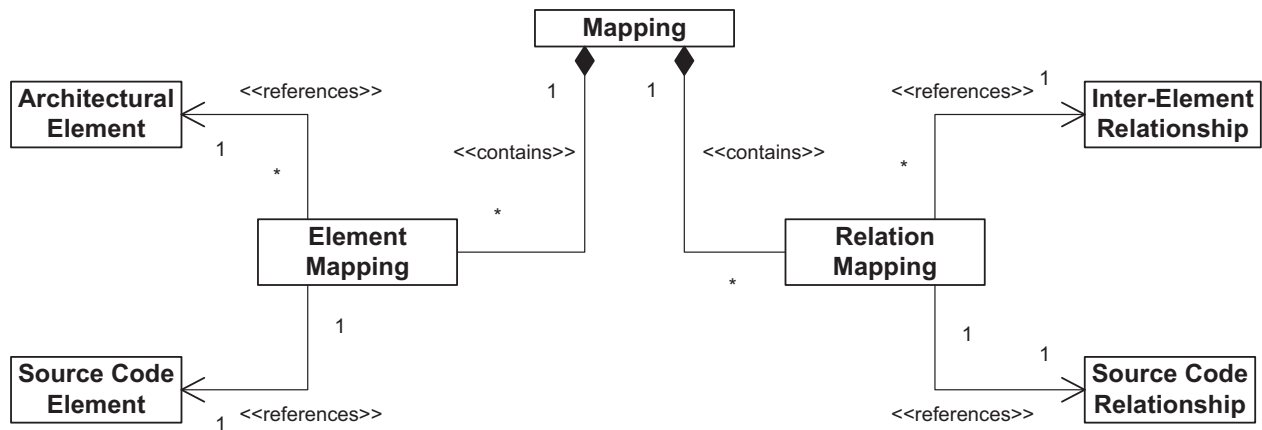 Mapping
<<references>>
1
1
<<references>>
1
Architectural
Element
Inter-Element
Relationship
1
<<contains>>
<<contains>>
*
*
*
*
Element
Mapping
Relation
Mapping
1
1
1
Source Code
Element
Source Code
Relationship
1
<<references>>
<<references>>